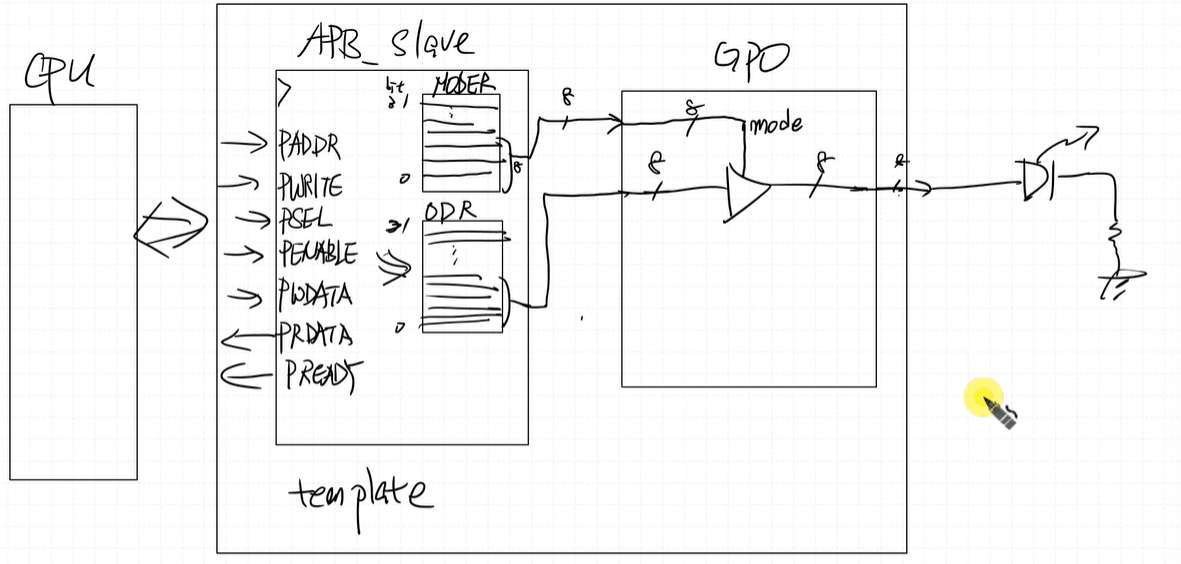 CPU
APB_Slave
GPO
bit
31
MODER
8
8
mode
PADDR
8
8
8
8
PWRITE
0
PSEL
ODR
31
PENABLE
PWDATA
0
PRDATA
PREADY
template